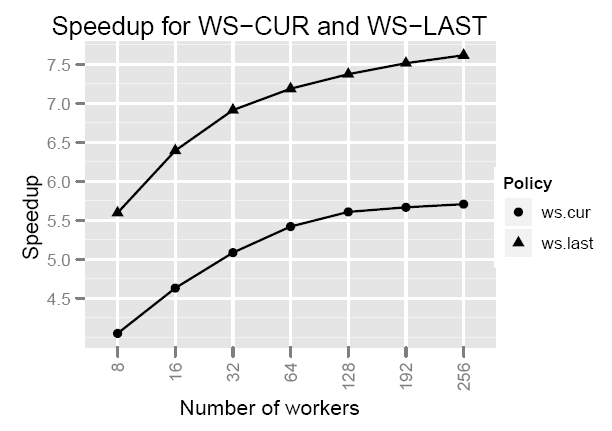 Speedup for WS−CUR and WS−LAST
7.5
7.0
6.5
6.0
5.5
5.0
4.5
Speedup
8
16
32
64
128
192
256
Number of workers
Policy
ws.cur
ws.last